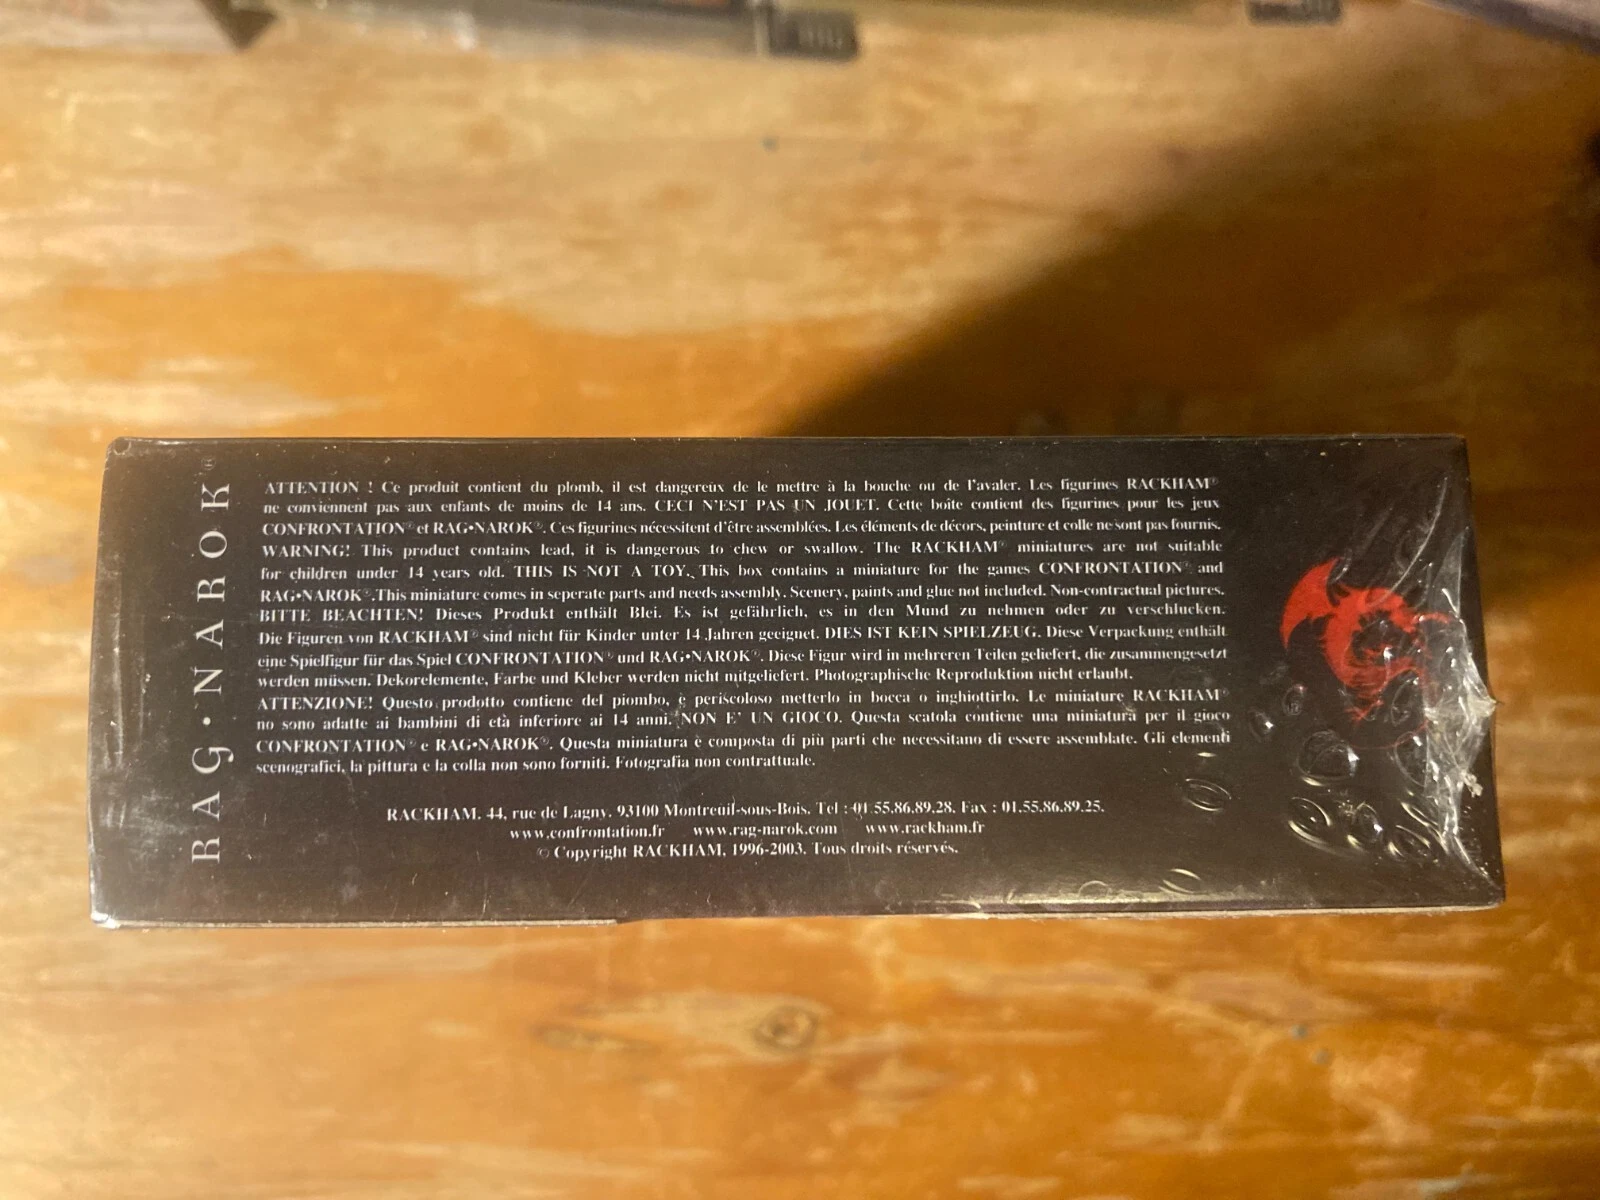 RAG•NAROK®
ATTENTION ! Ce produit contient du plomb, il est dangereux de le mettre à la bouche ou de l'avaler. Les figurines RACKHAM®
ne conviennent pas aux enfants de moins de 14 ans. CECI N'EST PAS UN JOUET. Cette boîte contient des figurines pour les jeux
CONFRONTATION® et RAG•NAROK®. Ces figurines nécessitent d'être assemblées. Les éléments de décors, peinture et colle ne sont pas fournis.
WARNING! This product contains lead, it is dangerous to chew or swallow. The RACKHAM® miniatures are not suitable
for children under 14 years old. THIS IS NOT A TOY. This box contains a miniature for the games CONFRONTATION® and
RAG•NAROK®.This miniature comes in seperate parts and needs assembly. Scenery, paints and glue not included. Non-contractual pictures.
BITTE BEACHTEN! Dieses Produkt enthält Blei. Es ist gefährlich, es in den Mund zu nehmen oder zu verschlucken.
Die Figuren von RACKHAM® sind nicht für Kinder unter 14 Jahren geeignet. DIES IST KEIN SPIELZEUG. Diese Verpackung enthält
eine Spielfigur für das Spiel CONFRONTATION® und RAG•NAROK®. Diese Figur wird in mehreren Teilen geliefert, die zusammengesetzt
werden müssen. Dekorelemente, Farbe und Kleber werden nicht mitgeliefert. Photographische Reproduktion nicht erlaubt.
ATTENZIONE! Questo prodotto contiene del piombo, è periscoloso metterlo in bocca o inghiottirlo. Le miniature RACKHAM®
no sono adatte ai bambini di età inferiore ai 14 anni. NON E' UN GIOCO. Questa scatola contiene una miniatura per il gioco
CONFRONTATION® e RAG•NAROK®. Questa miniatura è composta di più parti che necessitano di essere assemblate. Gli elementi
scenografici, la pittura e la colla non sono forniti. Fotografia non contrattuale.
RACKHAM. 44, rue de Lagny. 93100 Montreuil-sous-Bois. Tel : 01.55.86.89.28. Fax : 01.55.86.89.25.
www.confrontation.fr www.rag-narok.com www.rackham.fr
© Copyright RACKHAM, 1996-2003. Tous droits réservés.